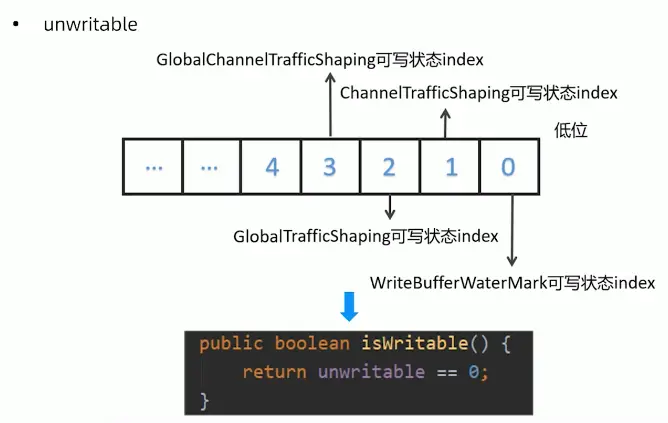 • unwritable
GlobalChannelTrafficShaping可写状态index
ChannelTrafficShaping可写状态index
低位
... ... 4 3 2 1 0
GlobalTrafficShaping可写状态index
WriteBufferWaterMark可写状态index
public boolean isWritable() {
return unwritable == 0;
}